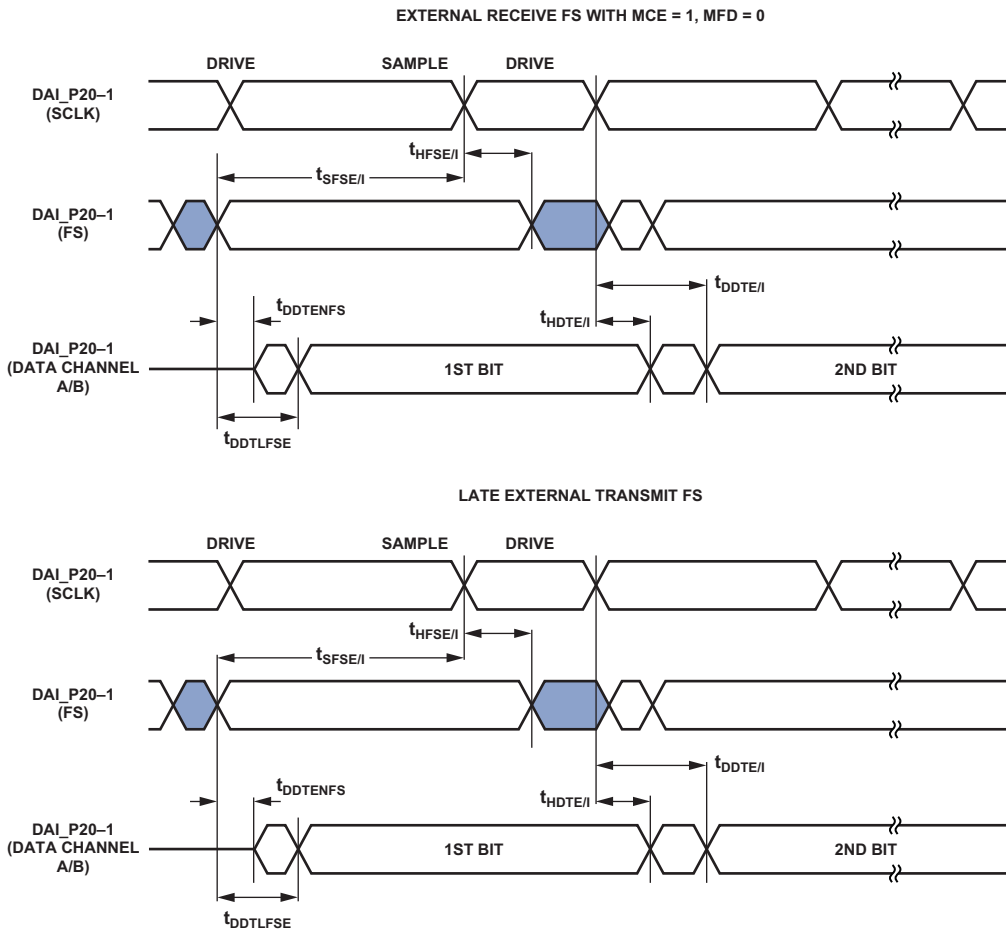 EXTERNAL RECEIVE FS WITH MCE = 1, MFD = 0
DRIVE SAMPLE DRIVE
DAI_P20–1
(SCLK)
tHFSE/I
tSFSE/I
DAI_P20–1
(FS)
tDDTE/I
tDDTENFS
tHDTE/I
DAI_P20–1
(DATA CHANNEL
A/B)
1ST BIT 2ND BIT
tDDTLFSE
LATE EXTERNAL TRANSMIT FS
DRIVE SAMPLE DRIVE
DAI_P20–1
(SCLK)
tHFSE/I
tSFSE/I
DAI_P20–1
(FS)
tDDTE/I
tDDTENFS
tHDTE/I
DAI_P20–1
(DATA CHANNEL
A/B)
1ST BIT 2ND BIT
tDDTLFSE